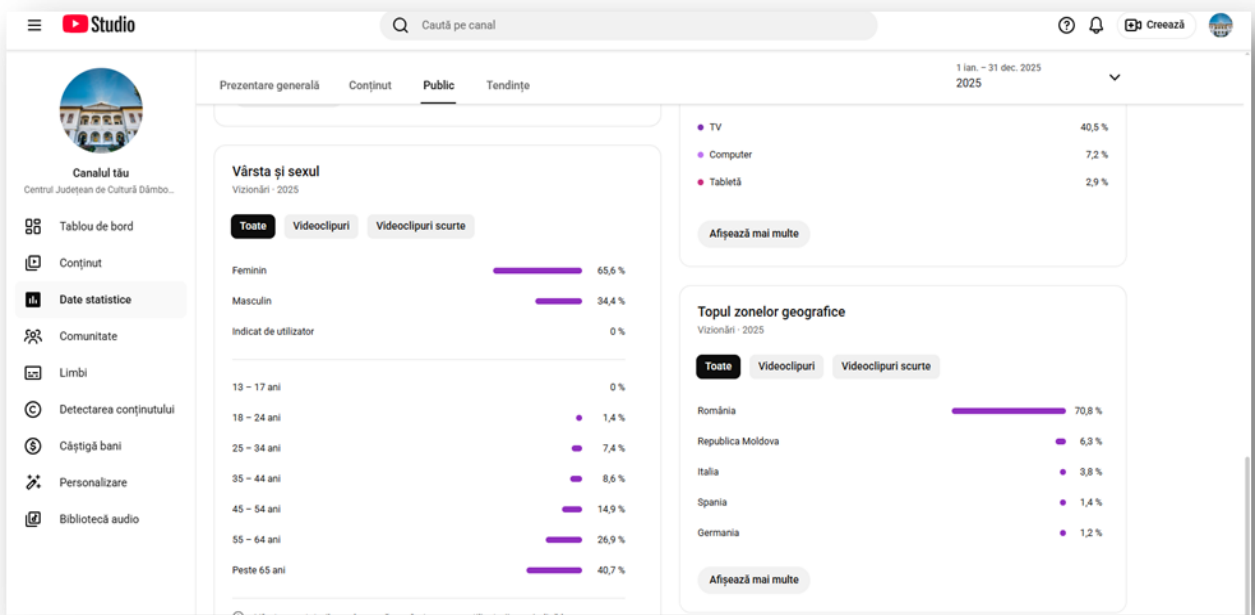 Studio
Caută pe canal
Creează
Canalul tău
Centrul Județean de Cultură Dâmbo...
Tablou de bord
Conținut
Date statistice
Comunitate
Limbi
Detectarea conținutului
Câștigă bani
Personalizare
Bibliotecă audio
Prezentare generală
Conținut
Public
Tendințe
1 ian. – 31 dec. 2025
2025
Vârsta și sexul
Vizionări · 2025
Toate
Videoclipuri
Videoclipuri scurte
Feminin 65,6 %
Masculin 34,4 %
Indicat de utilizator 0 %
13 – 17 ani 0 %
18 – 24 ani 1,4 %
25 – 34 ani 7,4 %
35 – 44 ani 8,6 %
45 – 54 ani 14,9 %
55 – 64 ani 26,9 %
Peste 65 ani 40,7 %
TV 40,5 %
Computer 7,2 %
Tabletă 2,9 %
Afișează mai multe
Topul zonelor geografice
Vizionări · 2025
Toate
Videoclipuri
Videoclipuri scurte
România 70,8 %
Republica Moldova 6,3 %
Italia 3,8 %
Spania 1,4 %
Germania 1,2 %
Afișează mai multe